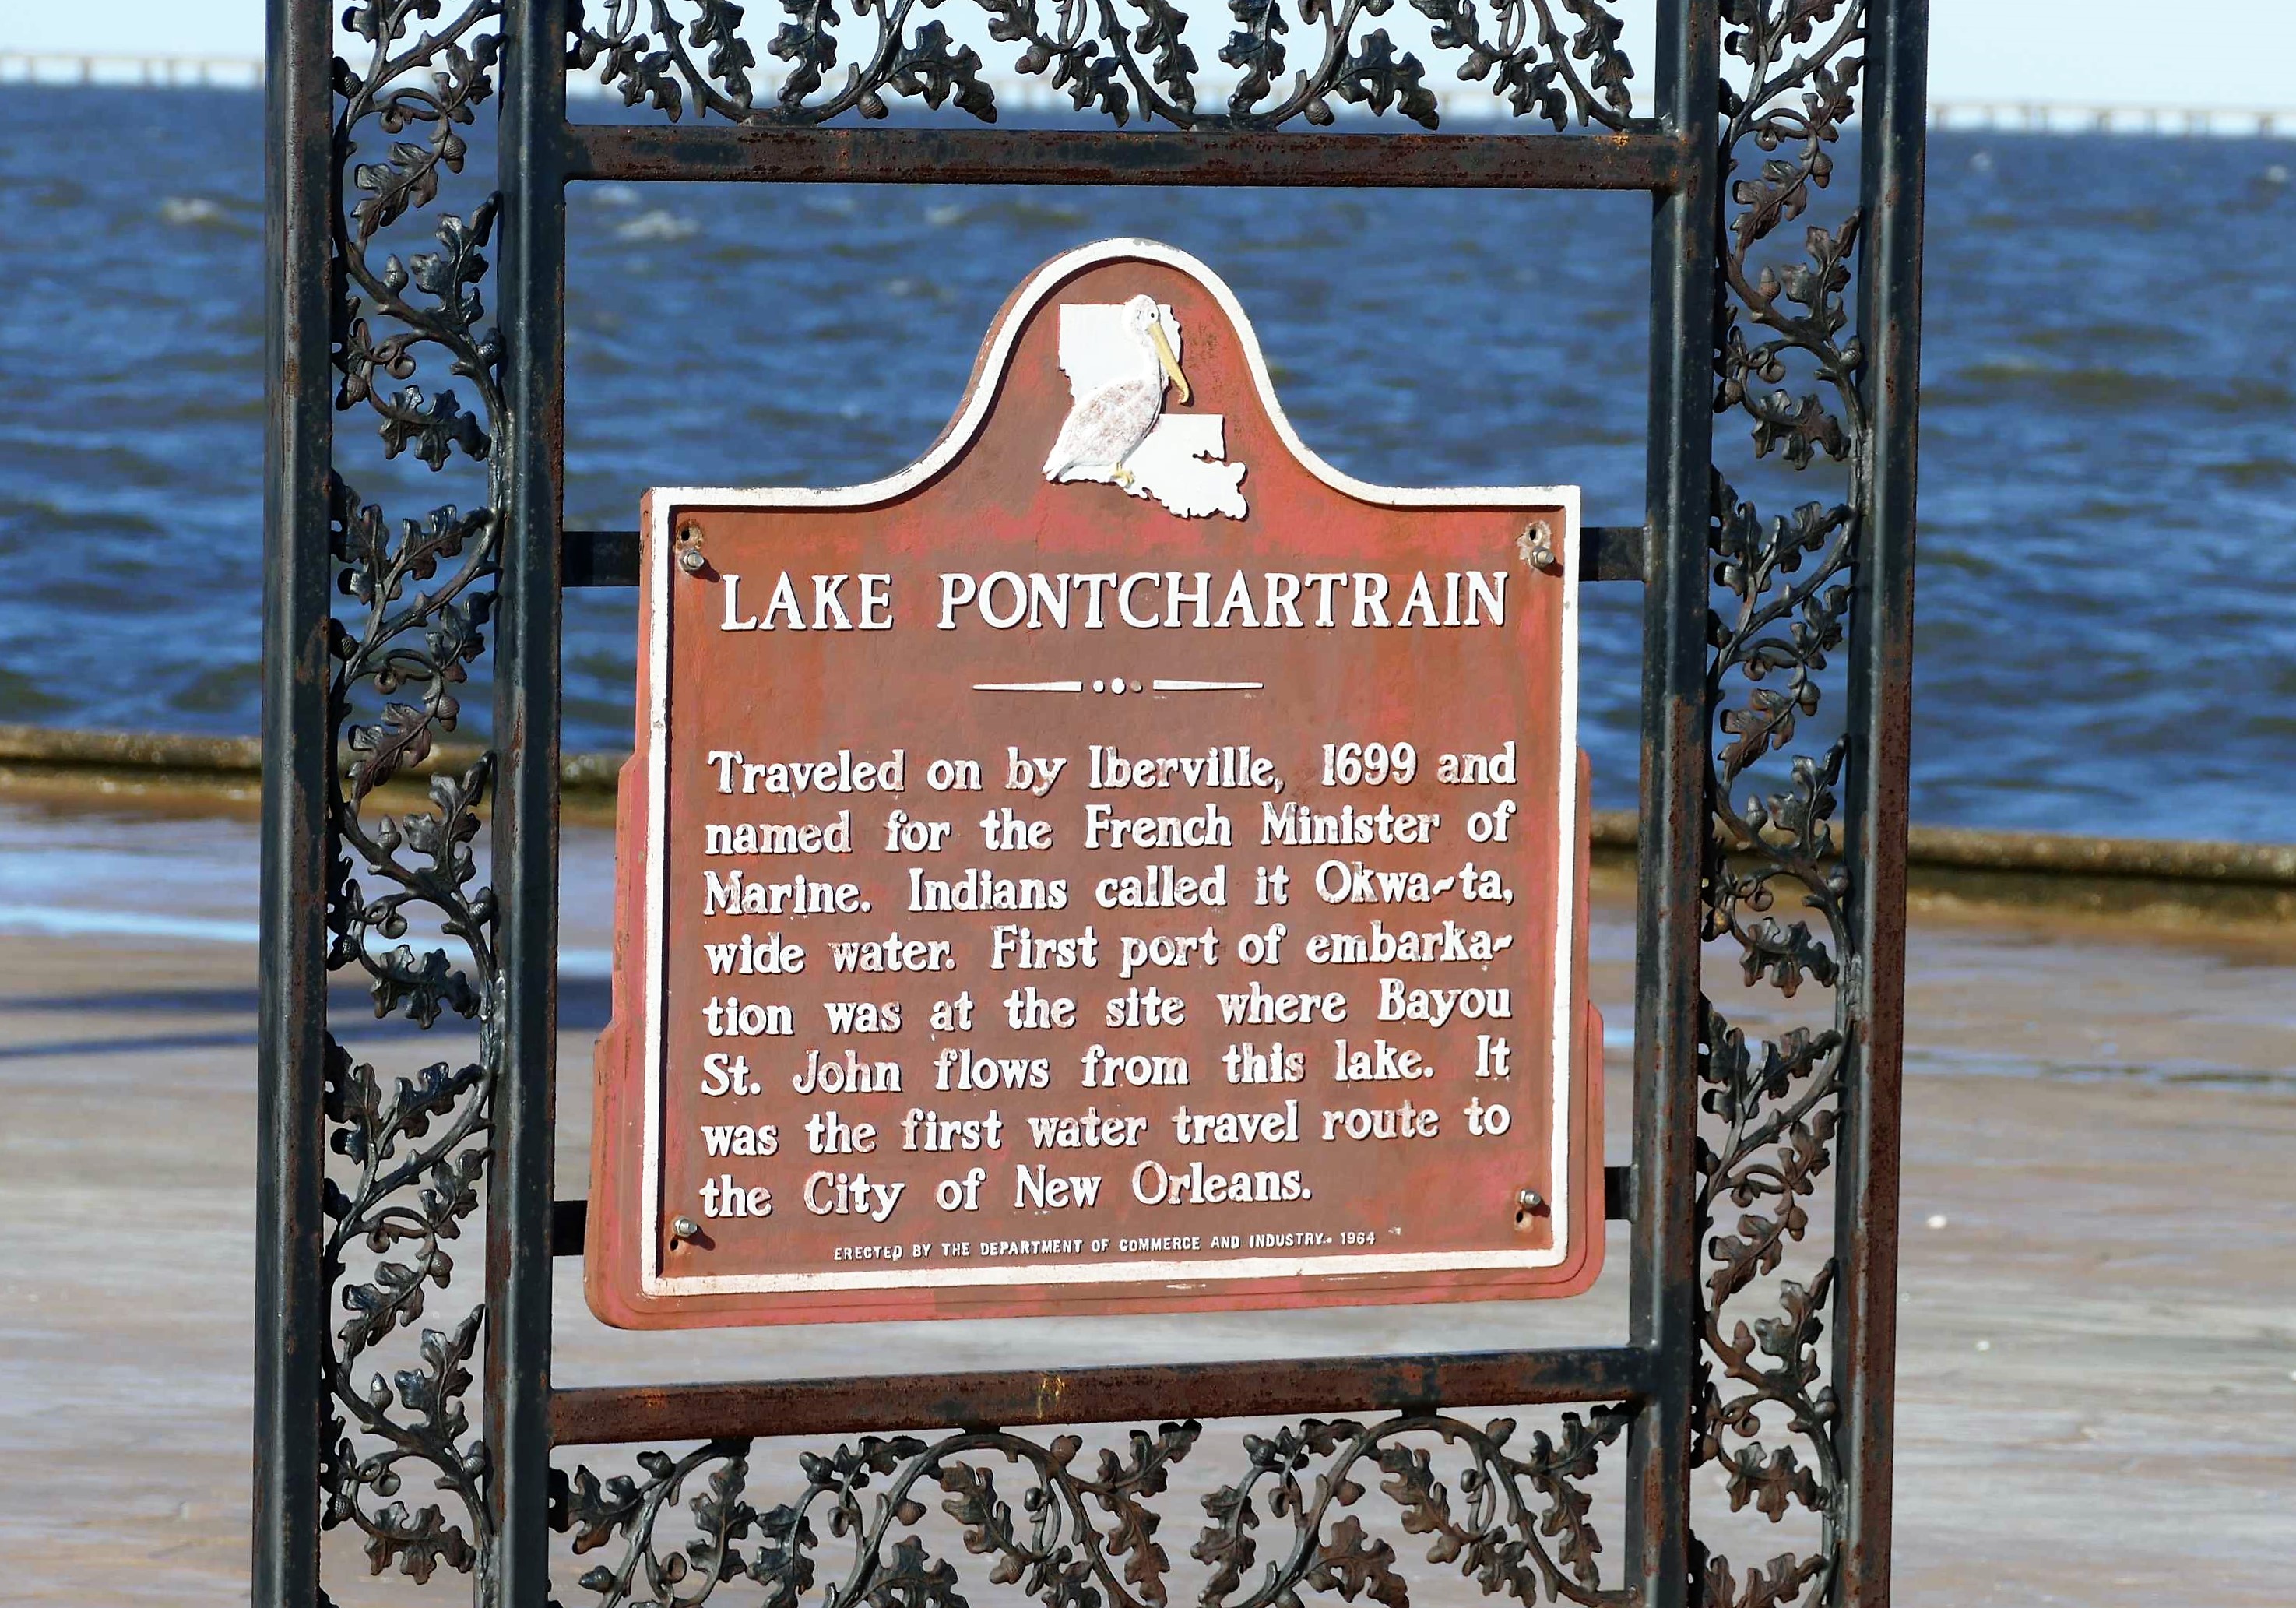 LAKE PONTCHARTRAIN
Traveled on by Iberville, 1699 and
named for the French Minister of
Marine. Indians called it Okwa-ta,
wide water. First port of embarka-
tion was at the site where Bayou
St. John flows from this lake. It
was the first water travel route to
the City of New Orleans.
ERECTED BY THE DEPARTMENT OF COMMERCE AND INDUSTRY. 1964